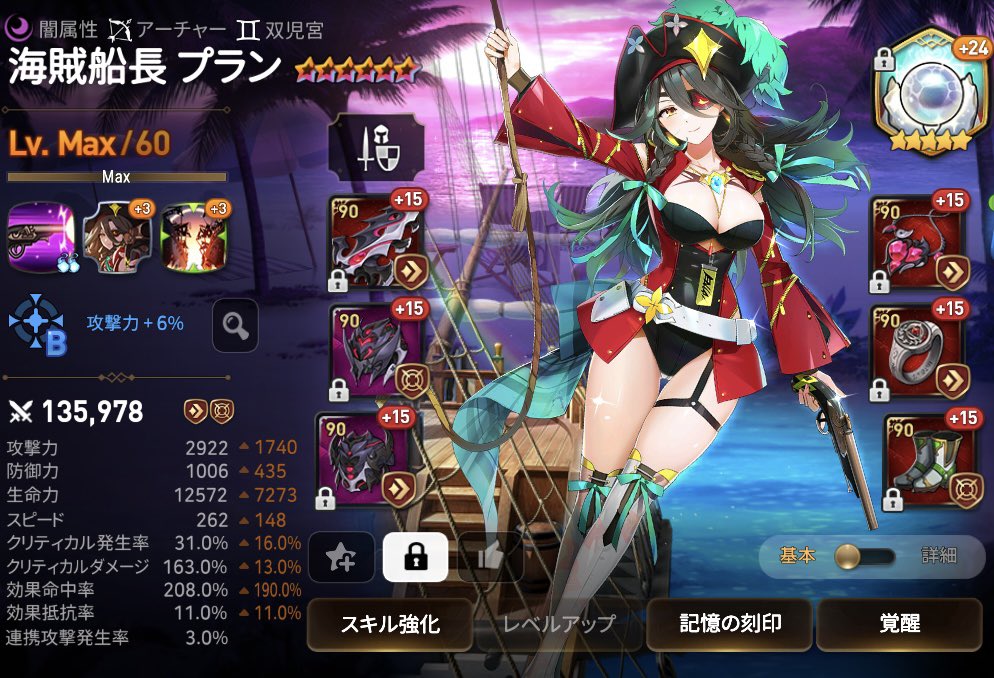 闇属性 アーチャー 双児宮
海賊船長 プラン
+24
Lv. Max/60
Max
+3
+3
B
攻撃力 + 6%
135,978
攻撃力 2922 1740
防御力 1006 435
生命力 12572 7273
スピード 262 148
クリティカル発生率 31.0% 16.0%
クリティカルダメージ 163.0% 13.0%
効果命中率 208.0% 190.0%
効果抵抗率 11.0% 11.0%
連携攻撃発生率 3.0%
90 +15
90 +15
90 +15
90 +15
90 +15
90 +15
基本 詳細
スキル強化 レベルアップ 記憶の刻印 覚醒